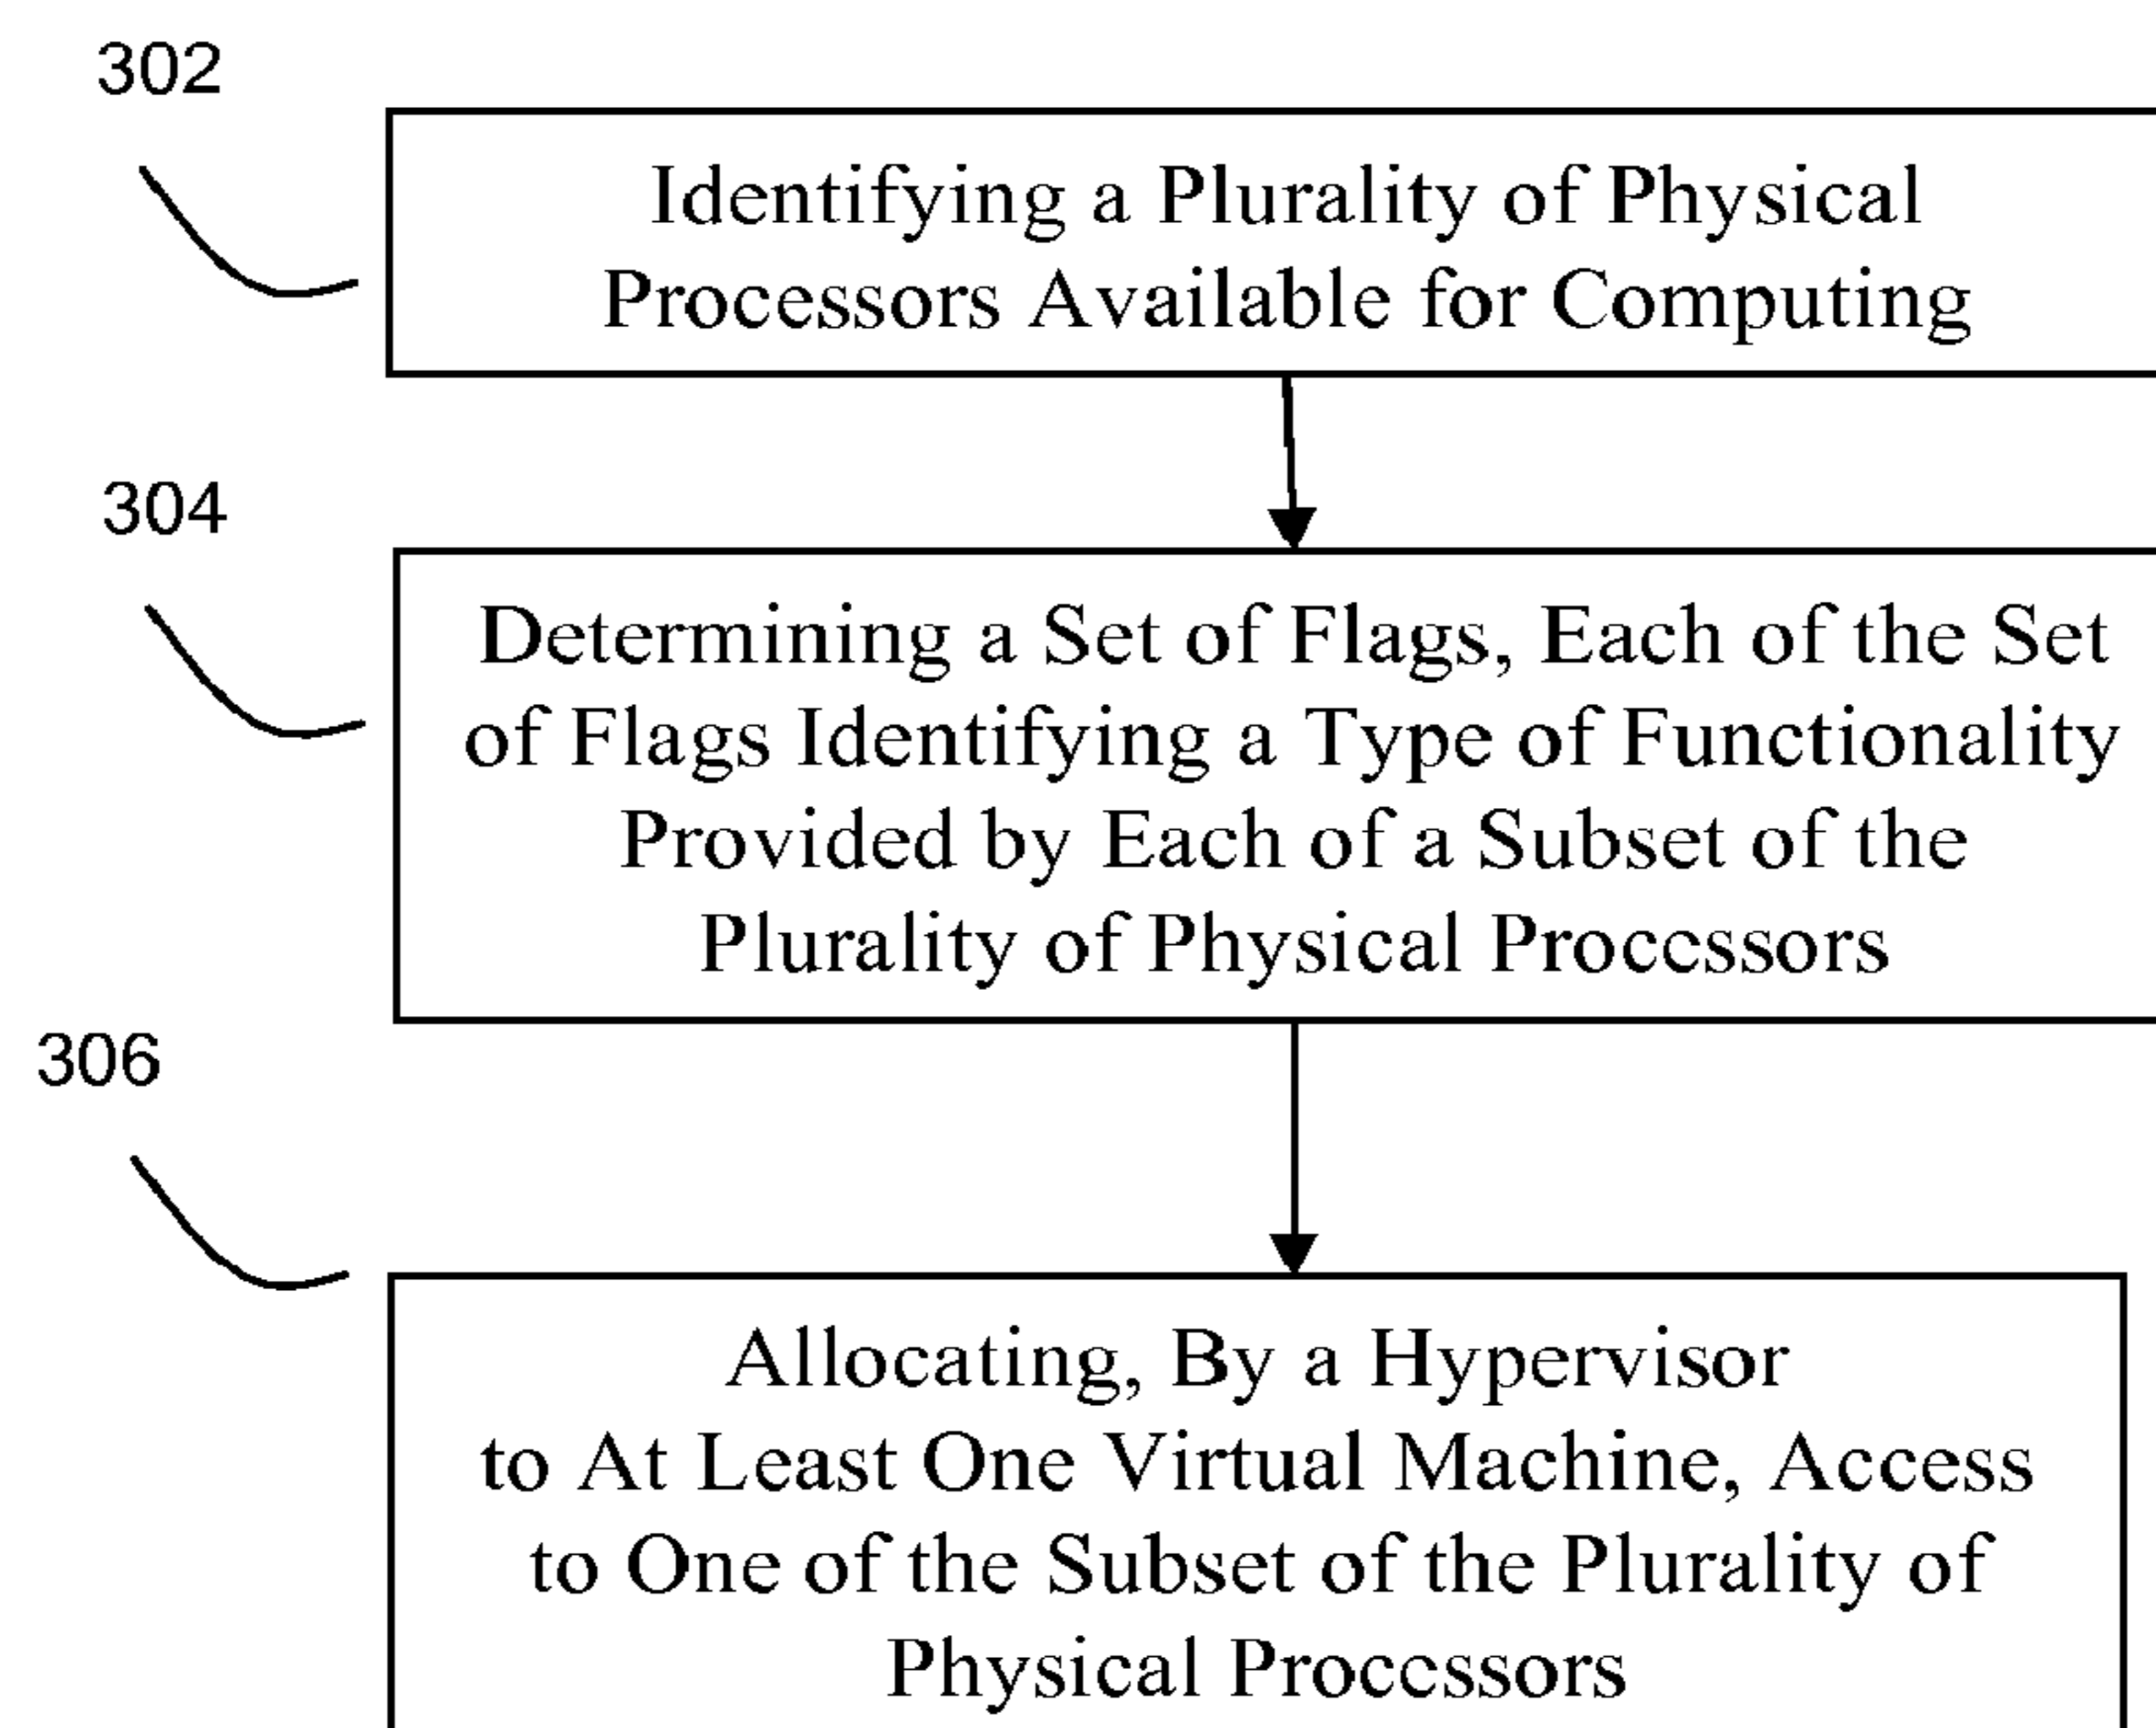 302
Identifying a Plurality of Physical
Processors Available for Computing
304
Determining a Set of Flags, Each of the Set
of Flags Identifying a Type of Functionality
Provided by Each of a Subset of the
Plurality of Physical Processors
306
Allocating, By a Hypervisor
to At Least One Virtual Machine, Access
to One of the Subset of the Plurality of
Physical Processors